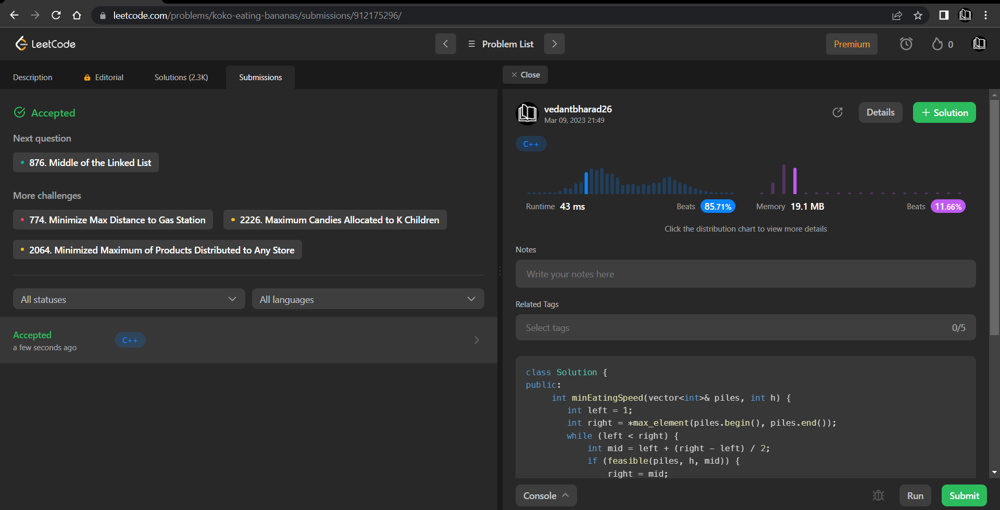 leetcode.com/problems/koko-eating-bananas/submissions/912175296/
LeetCode
Problem List
Premium
0
Description
Editorial
Solutions (2.3K)
Submissions
Close
Accepted
Next question
876. Middle of the Linked List
More challenges
774. Minimize Max Distance to Gas Station
2226. Maximum Candies Allocated to K Children
2064. Minimized Maximum of Products Distributed to Any Store
All statuses
All languages
Accepted
a few seconds ago
C++
vedantbharad26
Mar 09, 2023 21:49
Details
+ Solution
C++
Runtime 43 ms
Beats 85.71%
Memory 19.1 MB
Beats 11.66%
Click the distribution chart to view more details
Notes
Write your notes here
Related Tags
Select tags
0/5
class Solution {
public:
int minEatingSpeed(vector<int>& piles, int h) {
int left = 1;
int right = *max_element(piles.begin(), piles.end());
while (left < right) {
int mid = left + (right - left) / 2;
if (feasible(piles, h, mid)) {
right = mid;
Console
Run
Submit